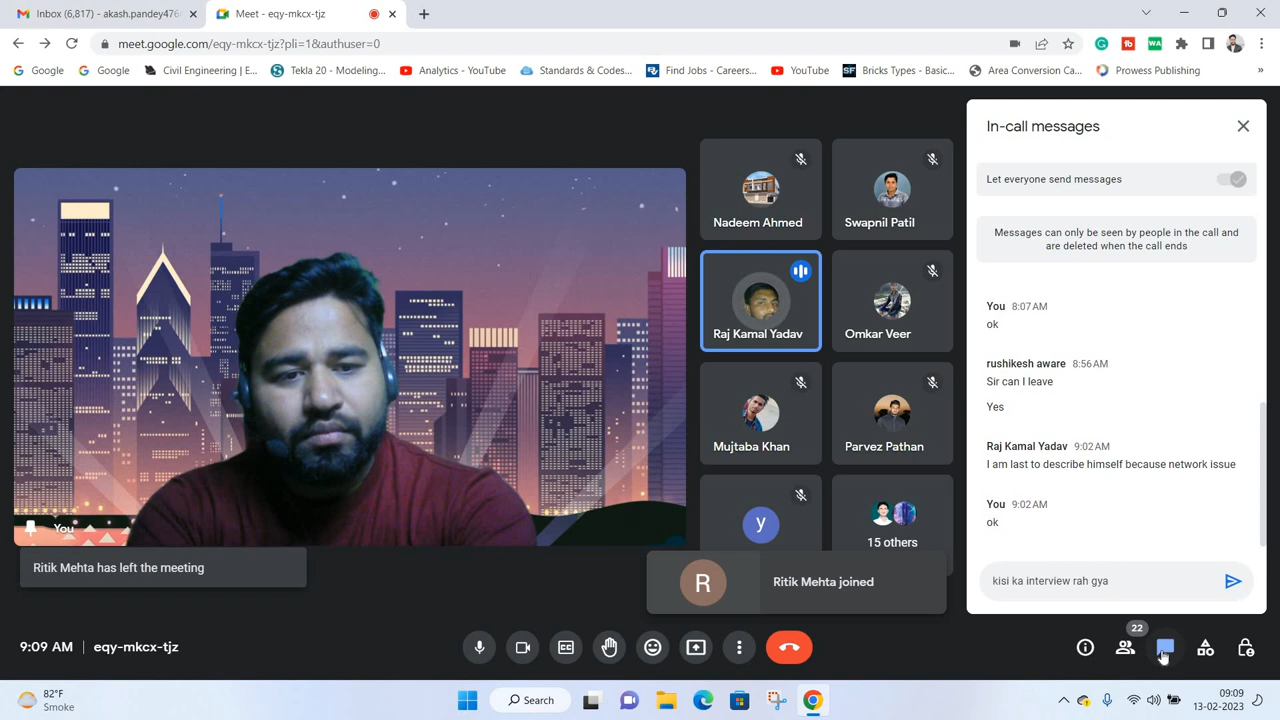 Inbox (6,817) - akash.pandey476
Meet - eqy-mkcx-tjz
meet.google.com/eqy-mkcx-tjz?pli=1&authuser=0
Google
Google
Civil Engineering | E...
Tekla 20 - Modeling...
Analytics - YouTube
Standards & Codes...
Find Jobs - Careers...
YouTube
Bricks Types - Basic...
Area Conversion Ca...
Prowess Publishing
»
In-call messages
Let everyone send messages
Messages can only be seen by people in the call and
are deleted when the call ends
You 8:07 AM
ok
rushikesh aware 8:56 AM
Sir can I leave
Yes
Raj Kamal Yadav 9:02 AM
I am last to describe himself because network issue
You 9:02 AM
ok
kisi ka interview rah gya
Nadeem Ahmed
Swapnil Patil
Raj Kamal Yadav
Omkar Veer
Mujtaba Khan
Parvez Pathan
y
15 others
You
Ritik Mehta has left the meeting
R
Ritik Mehta joined
9:09 AM | eqy-mkcx-tjz
22
82°F
Smoke
Search
09:09
13-02-2023